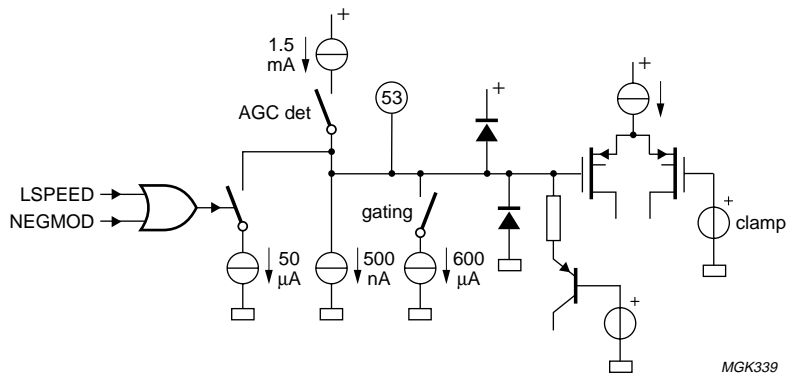 +
1.5
mA
AGC det
53
+
+
LSPEED
NEGMOD
gating
+
clamp
50
μA
500
nA
600
μA
+
MGK339